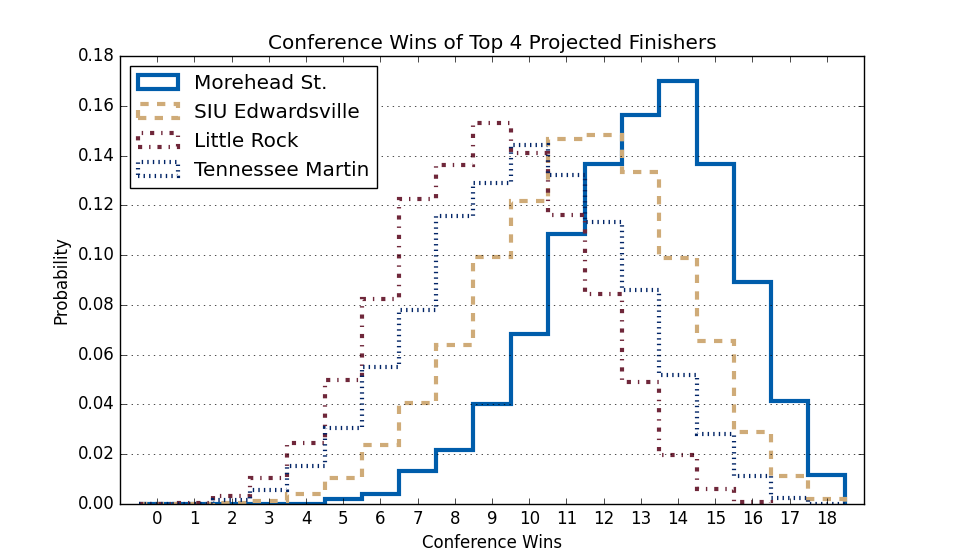 Conference Wins of Top 4 Projected Finishers
0.18
0.16
0.14
0.12
0.10
0.08
0.06
0.04
0.02
0.00
Probability
Morehead St.
SIU Edwardsville
Little Rock
Tennessee Martin
0 1 2 3 4 5 6 7 8 9 10 11 12 13 14 15 16 17 18
Conference Wins